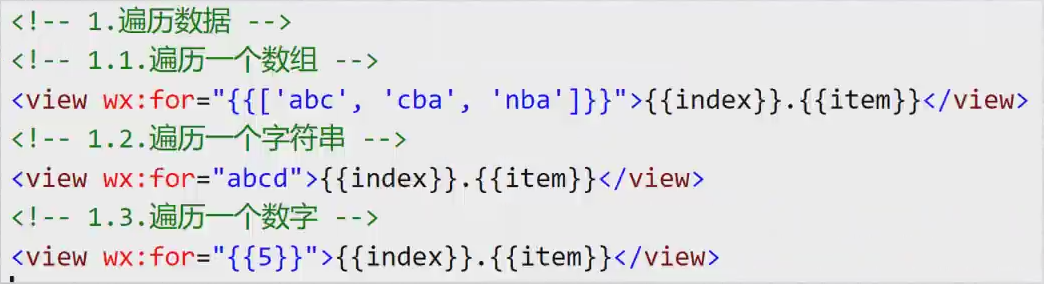 <!-- 1.遍历数据 -->
<!-- 1.1.遍历一个数组 -->
<view wx:for="{{['abc', 'cba', 'nba']}}">{{index}}.{{item}}</view>
<!-- 1.2.遍历一个字符串 -->
<view wx:for="abcd">{{index}}.{{item}}</view>
<!-- 1.3.遍历一个数字 -->
<view wx:for="{{5}}">{{index}}.{{item}}</view>